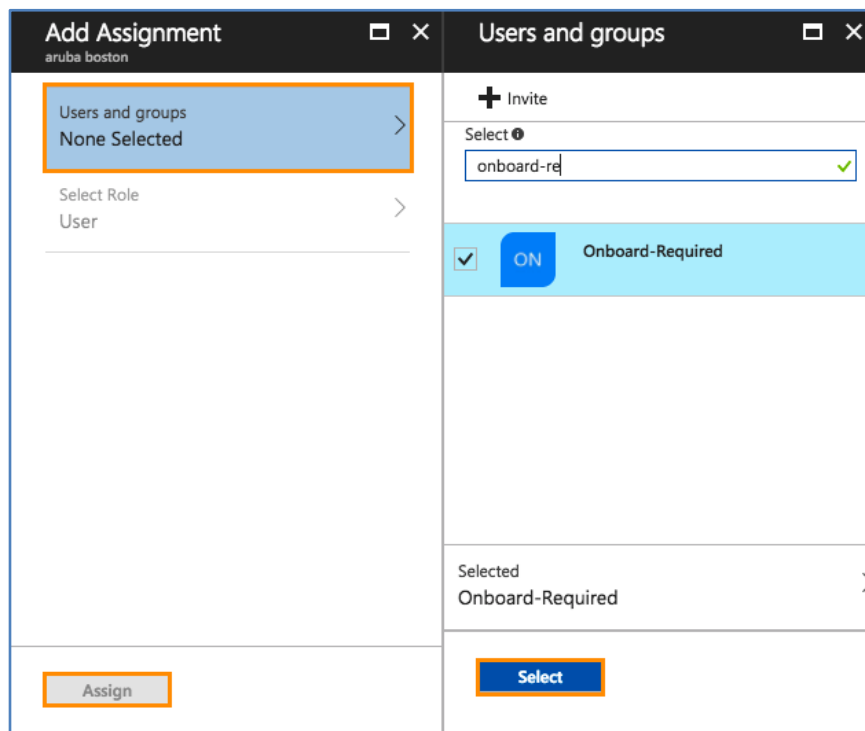 Add Assignment
aruba boston
Users and groups
None Selected
Select Role
User
Assign
Users and groups
Invite
Select
onboard-re
ON
Onboard-Required
Selected
Onboard-Required
Select